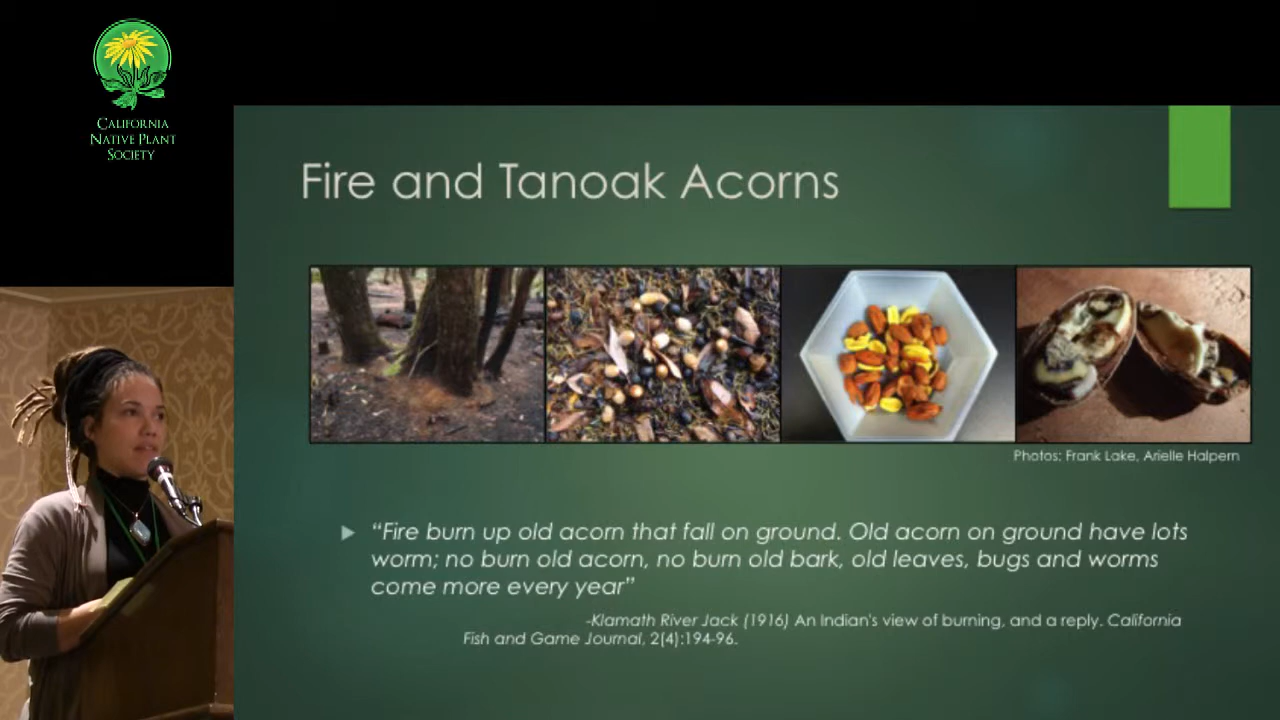 CALIFORNIA
NATIVE PLANT
SOCIETY
Fire and Tanoak Acorns
Photos: Frank Lake, Arielle Halpern
“Fire burn up old acorn that fall on ground. Old acorn on ground have lots
worm; no burn old acorn, no burn old bark, old leaves, bugs and worms
come more every year”
-Klamath River Jack (1916) An Indian's view of burning, and a reply. California
Fish and Game Journal, 2(4):194-96.